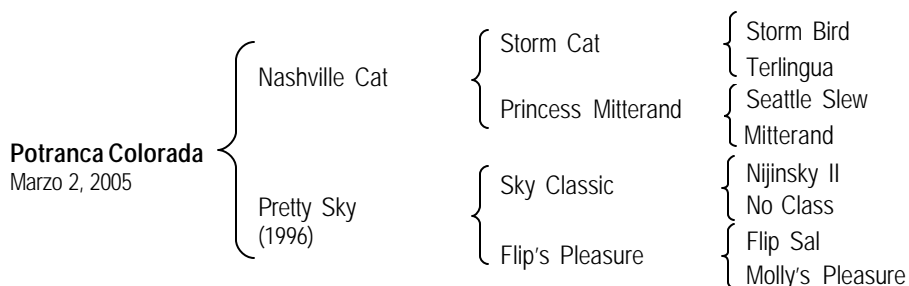 Storm Bird
Storm Cat
Terlingua
Nashville Cat
Seattle Slew
Princess Mitterand
Mitterand
Potranca Colorada
Marzo 2, 2005
Nijinsky II
Sky Classic
No Class
Pretty Sky
(1996)
Flip Sal
Flip's Pleasure
Molly's Pleasure